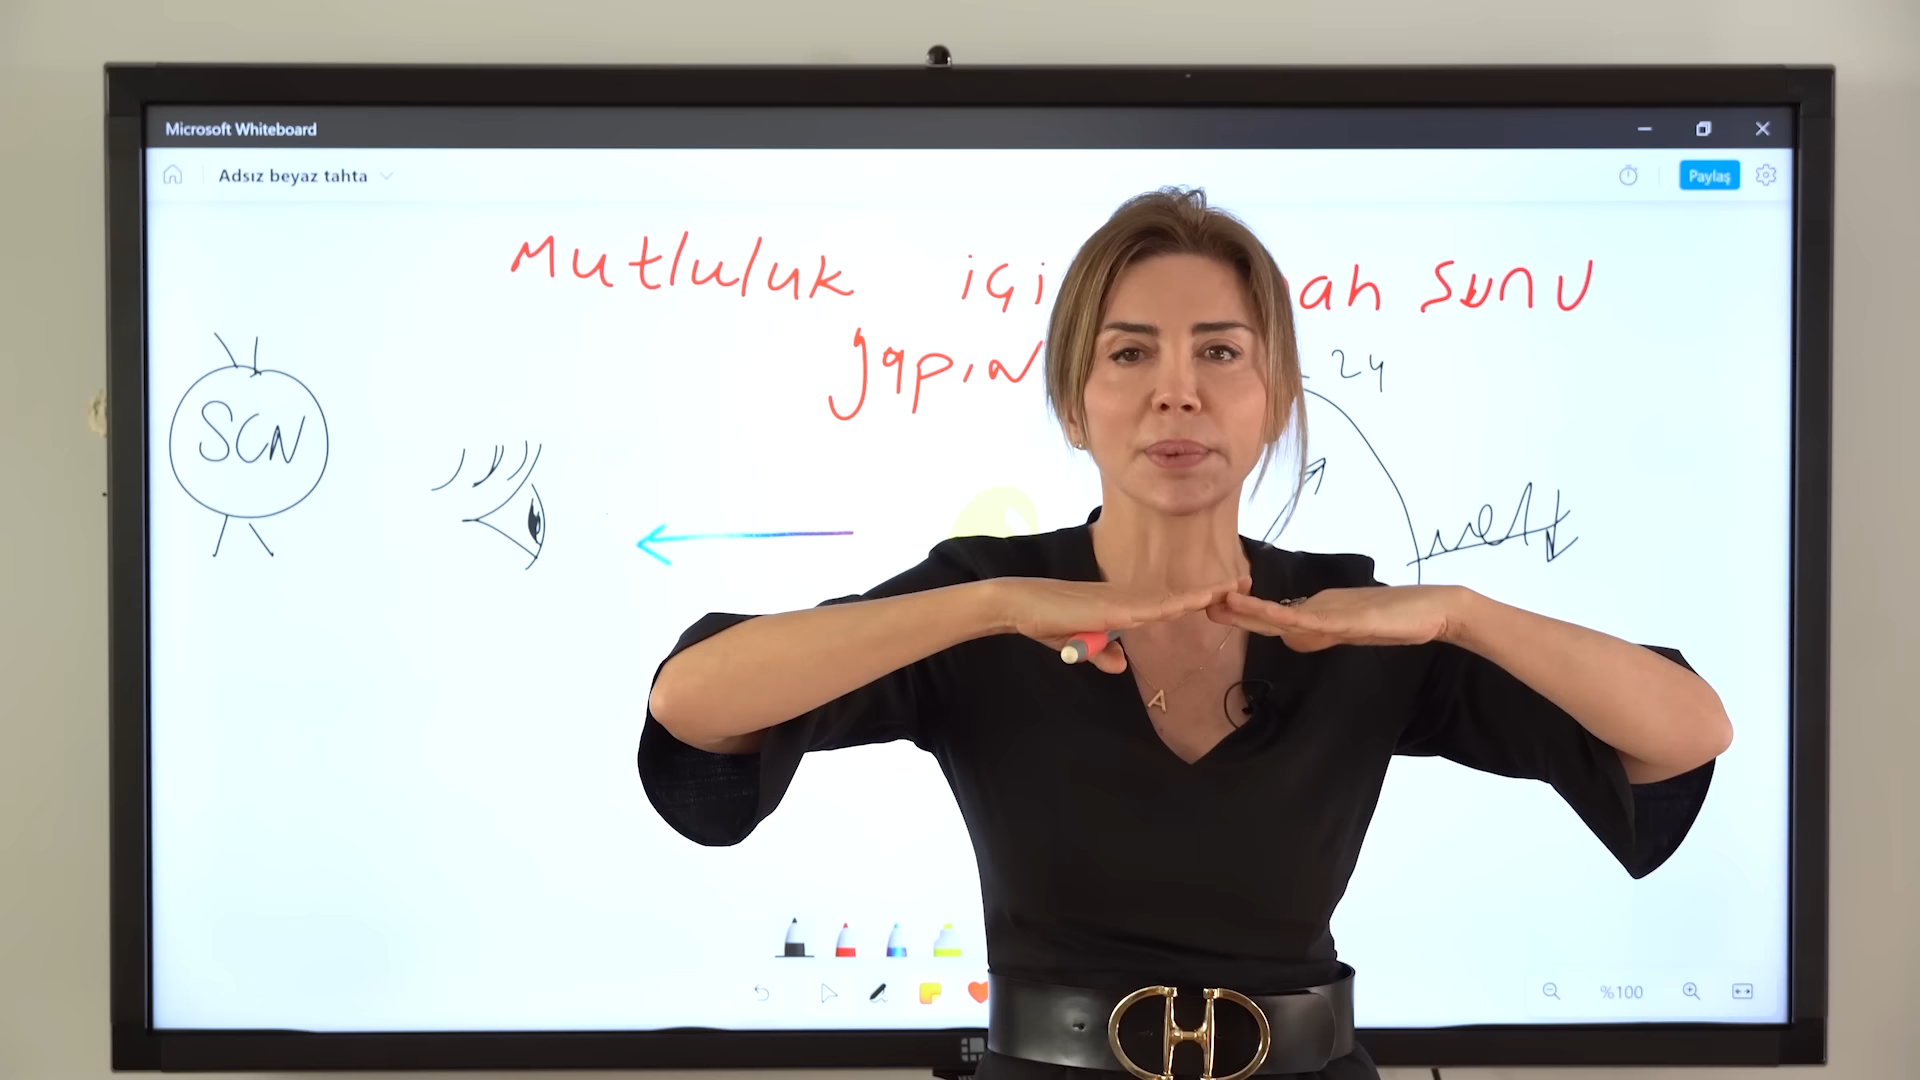 Microsoft Whiteboard
Adsız beyaz tahta
Paylaş
Mutluluk içi ah sunu
yapın
24
SCN
A
%100